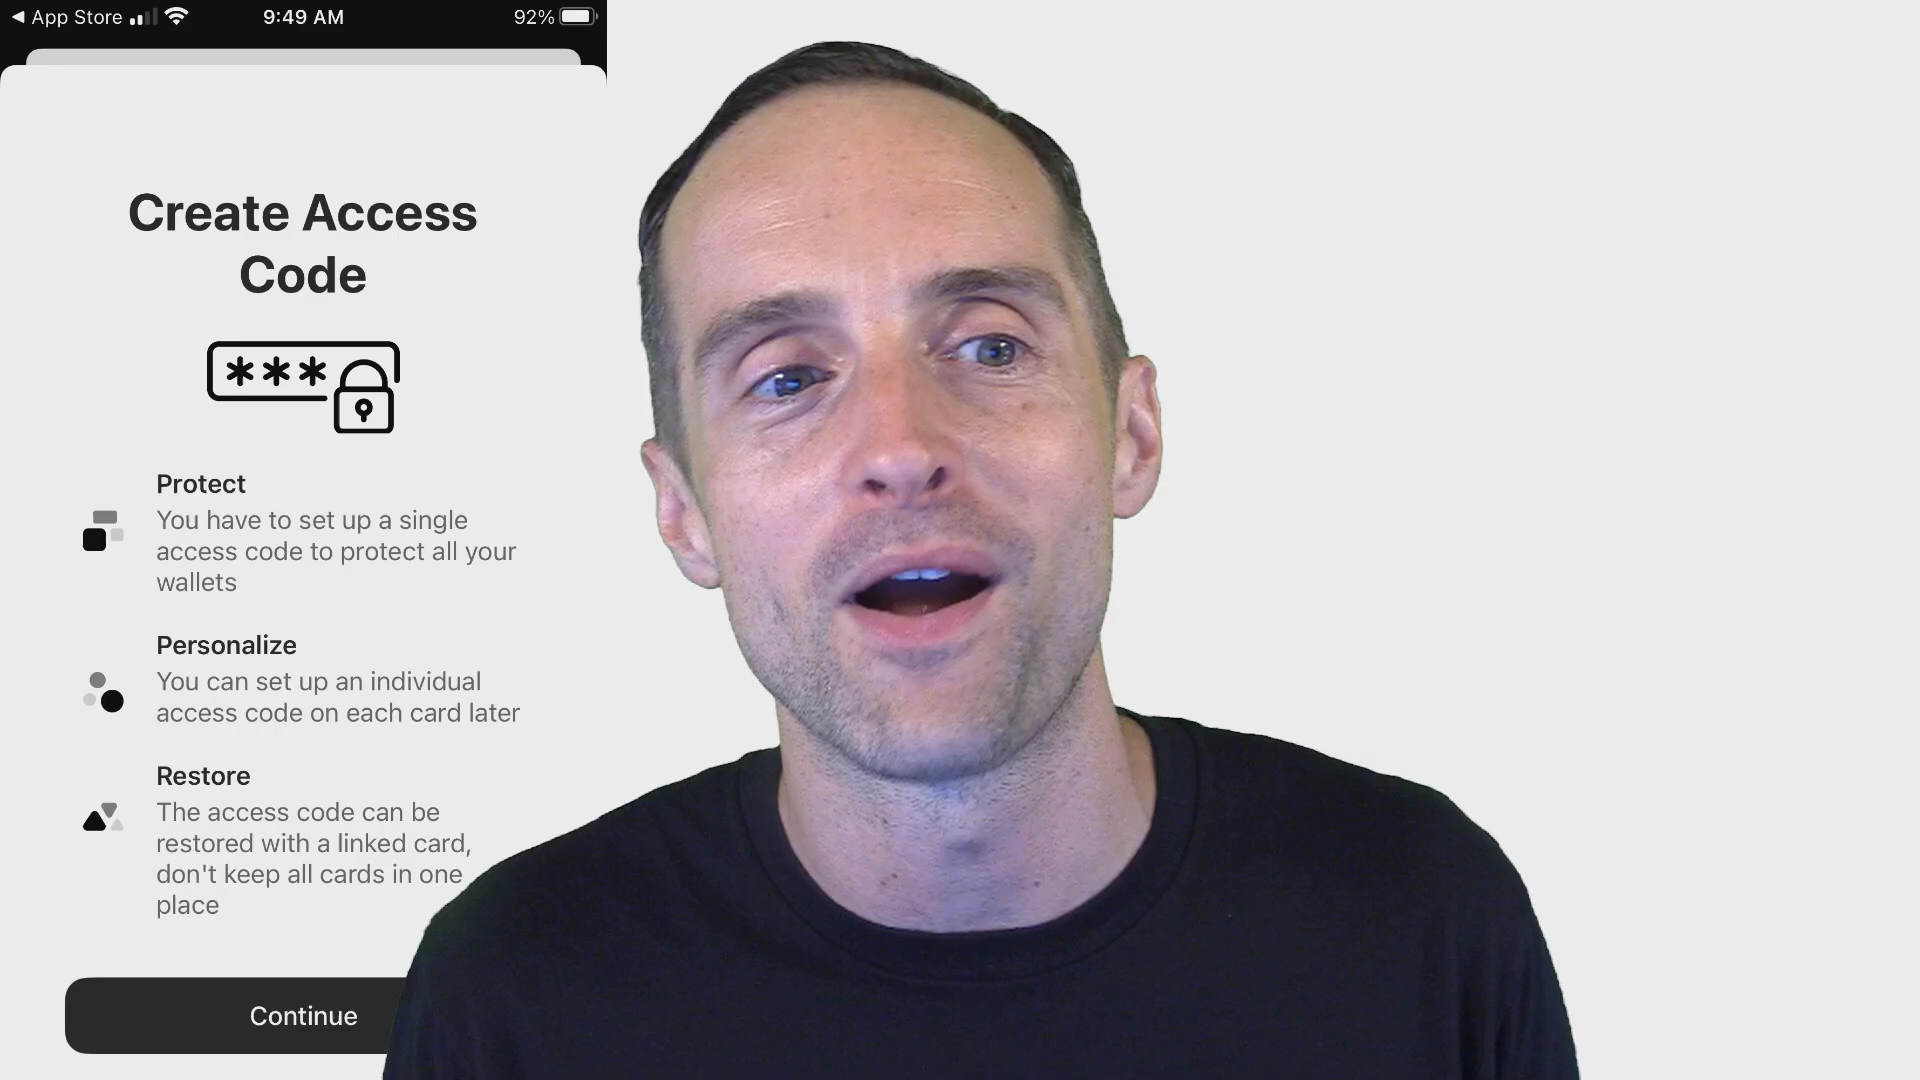 ◀ App Store 9:49 AM 92%
Create Access
Code
***
Protect
You have to set up a single
access code to protect all your
wallets
Personalize
You can set up an individual
access code on each card later
Restore
The access code can be
restored with a linked card,
don't keep all cards in one
place
Continue